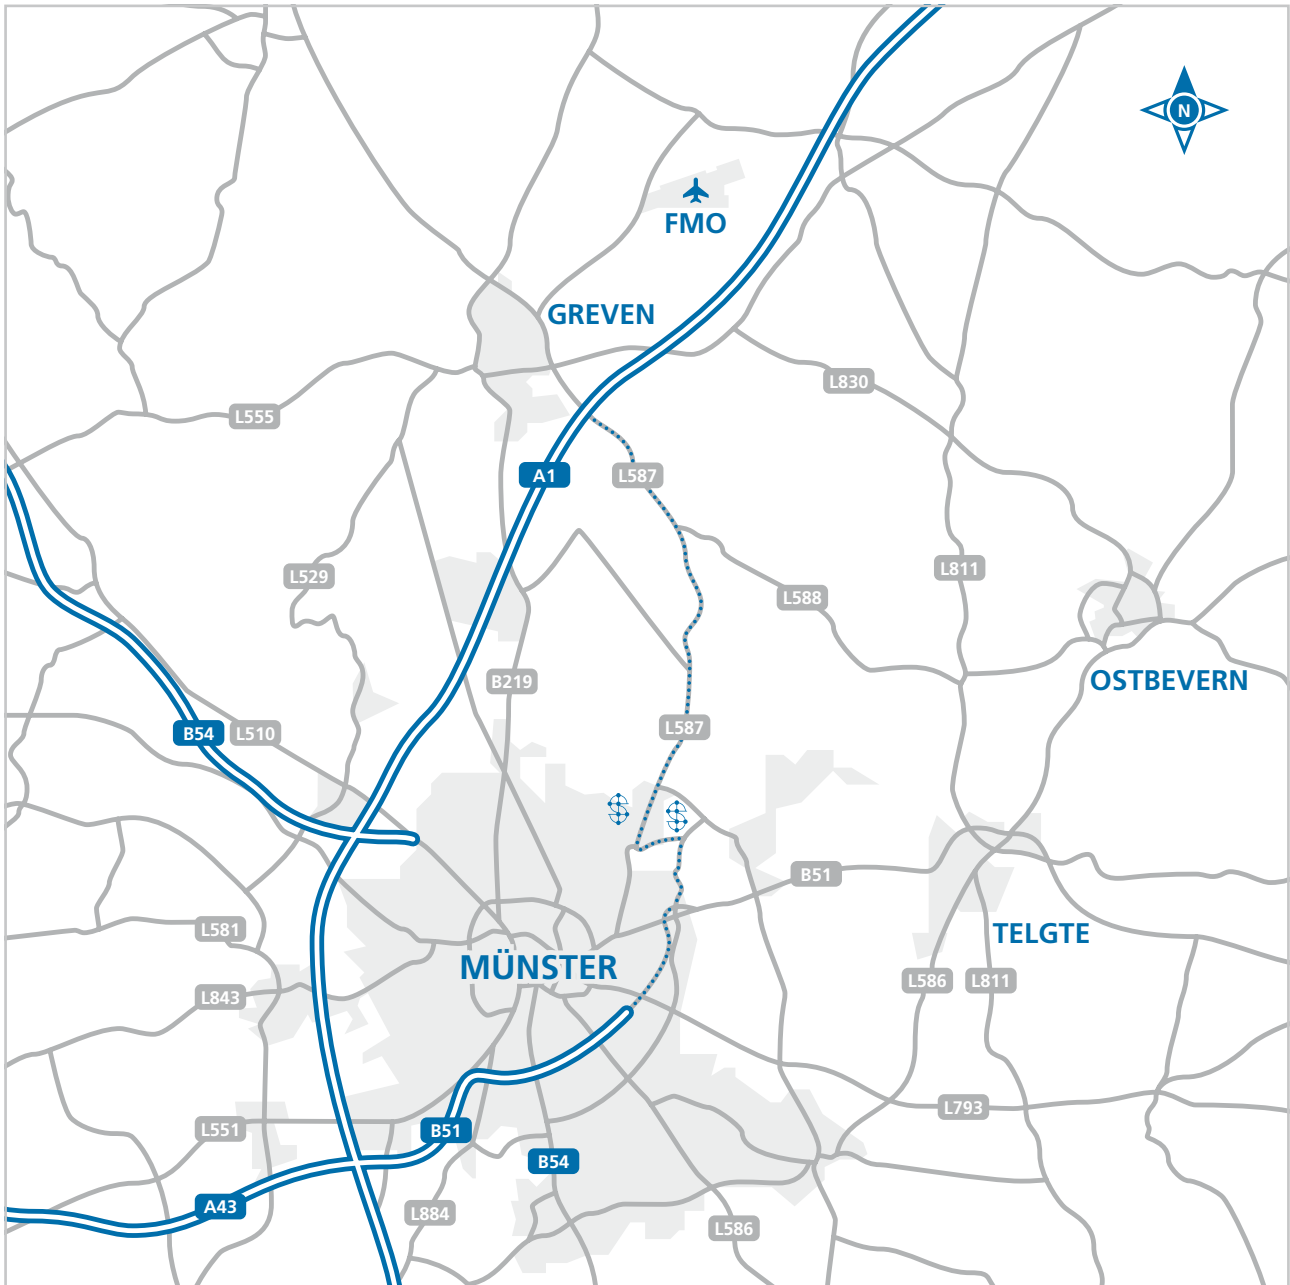 N
FMO
GREVEN
L830
L555
A1
L587
L811
L529
L588
B219
OSTBEVERN
L587
B54
L510
B51
L581
TELGTE
MÜNSTER
L586
L811
L843
L793
L551
B51
B54
A43
L884
L586